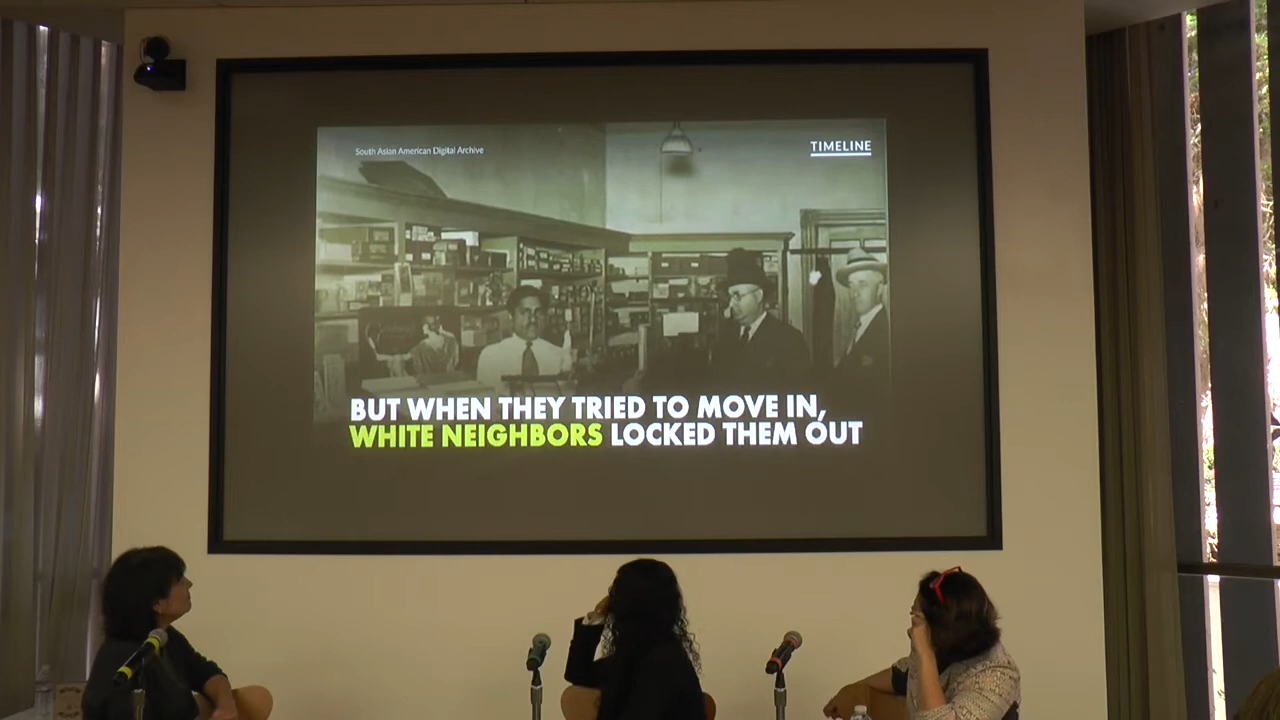 South Asian American Digital Archive
TIMELINE
BUT WHEN THEY TRIED TO MOVE IN,
WHITE NEIGHBORS LOCKED THEM OUT